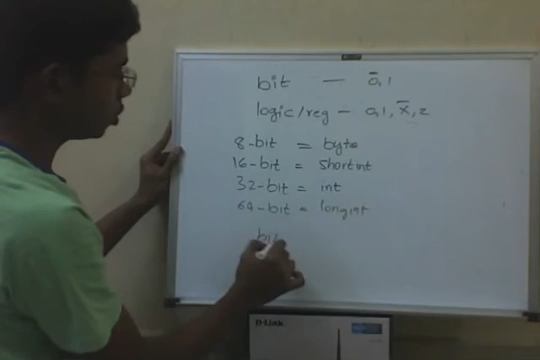 bit — 0̄,1
logic/reg – 0,1,x̄,z
8-bit = byte
16-bit = shortint
32-bit = int
64-bit = longint
bit
D-Link